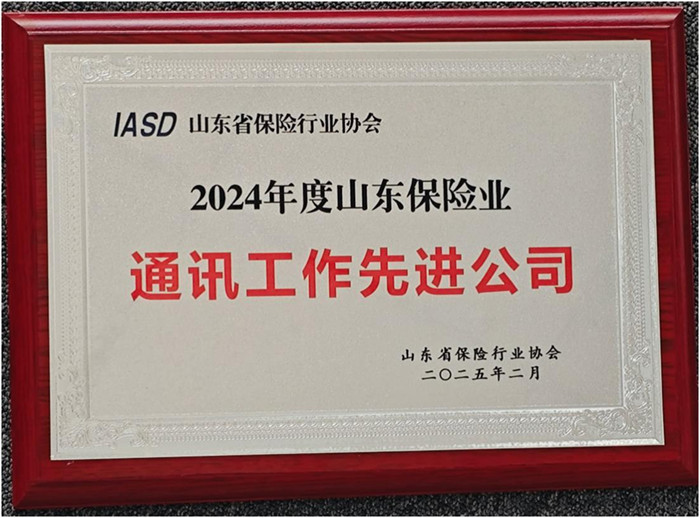 IASD 山东省保险行业协会
2024年度山东保险业
通讯工作先进公司
山东省保险行业协会
二〇二五年二月